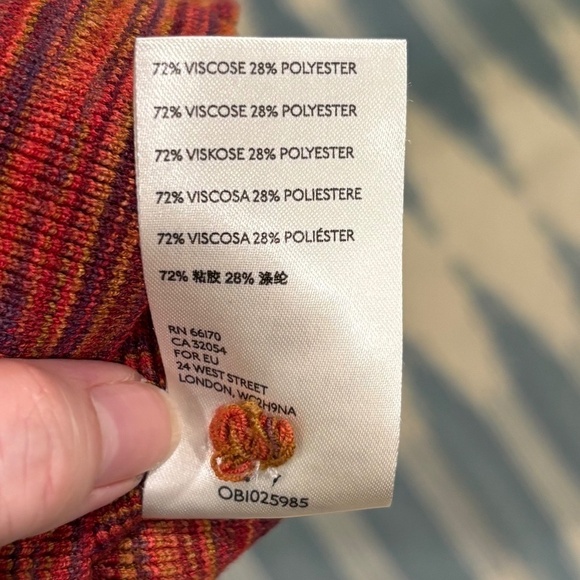 72% VISCOSE 28% POLYESTER
72% VISCOSE 28% POLYESTER
72% VISKOSE 28% POLYESTER
72% VISCOSA 28% POLIESTERE
72% VISCOSA 28% POLIÉSTER
72% 粘胶 28% 涤纶
RN 66170
CA 32054
FOR EU
24 WEST STREET
LONDON, WC2H9NA
OBI025985